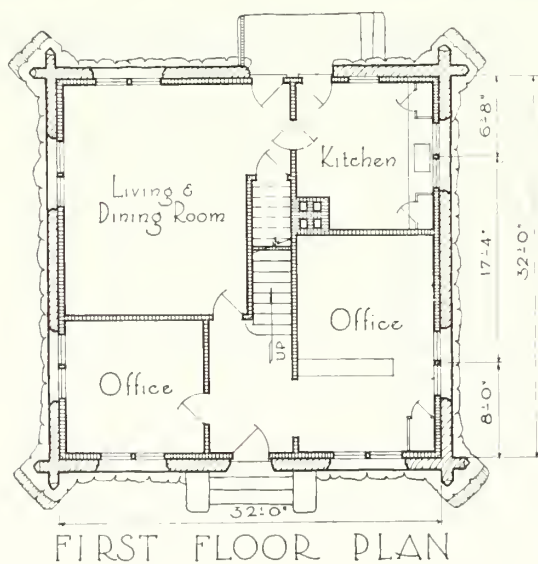 Living &
Dining Room
Kitchen
6'-8"
17'-4"
32'-0"
Office
UP
Office
8'-0"
32'-0"
FIRST FLOOR PLAN